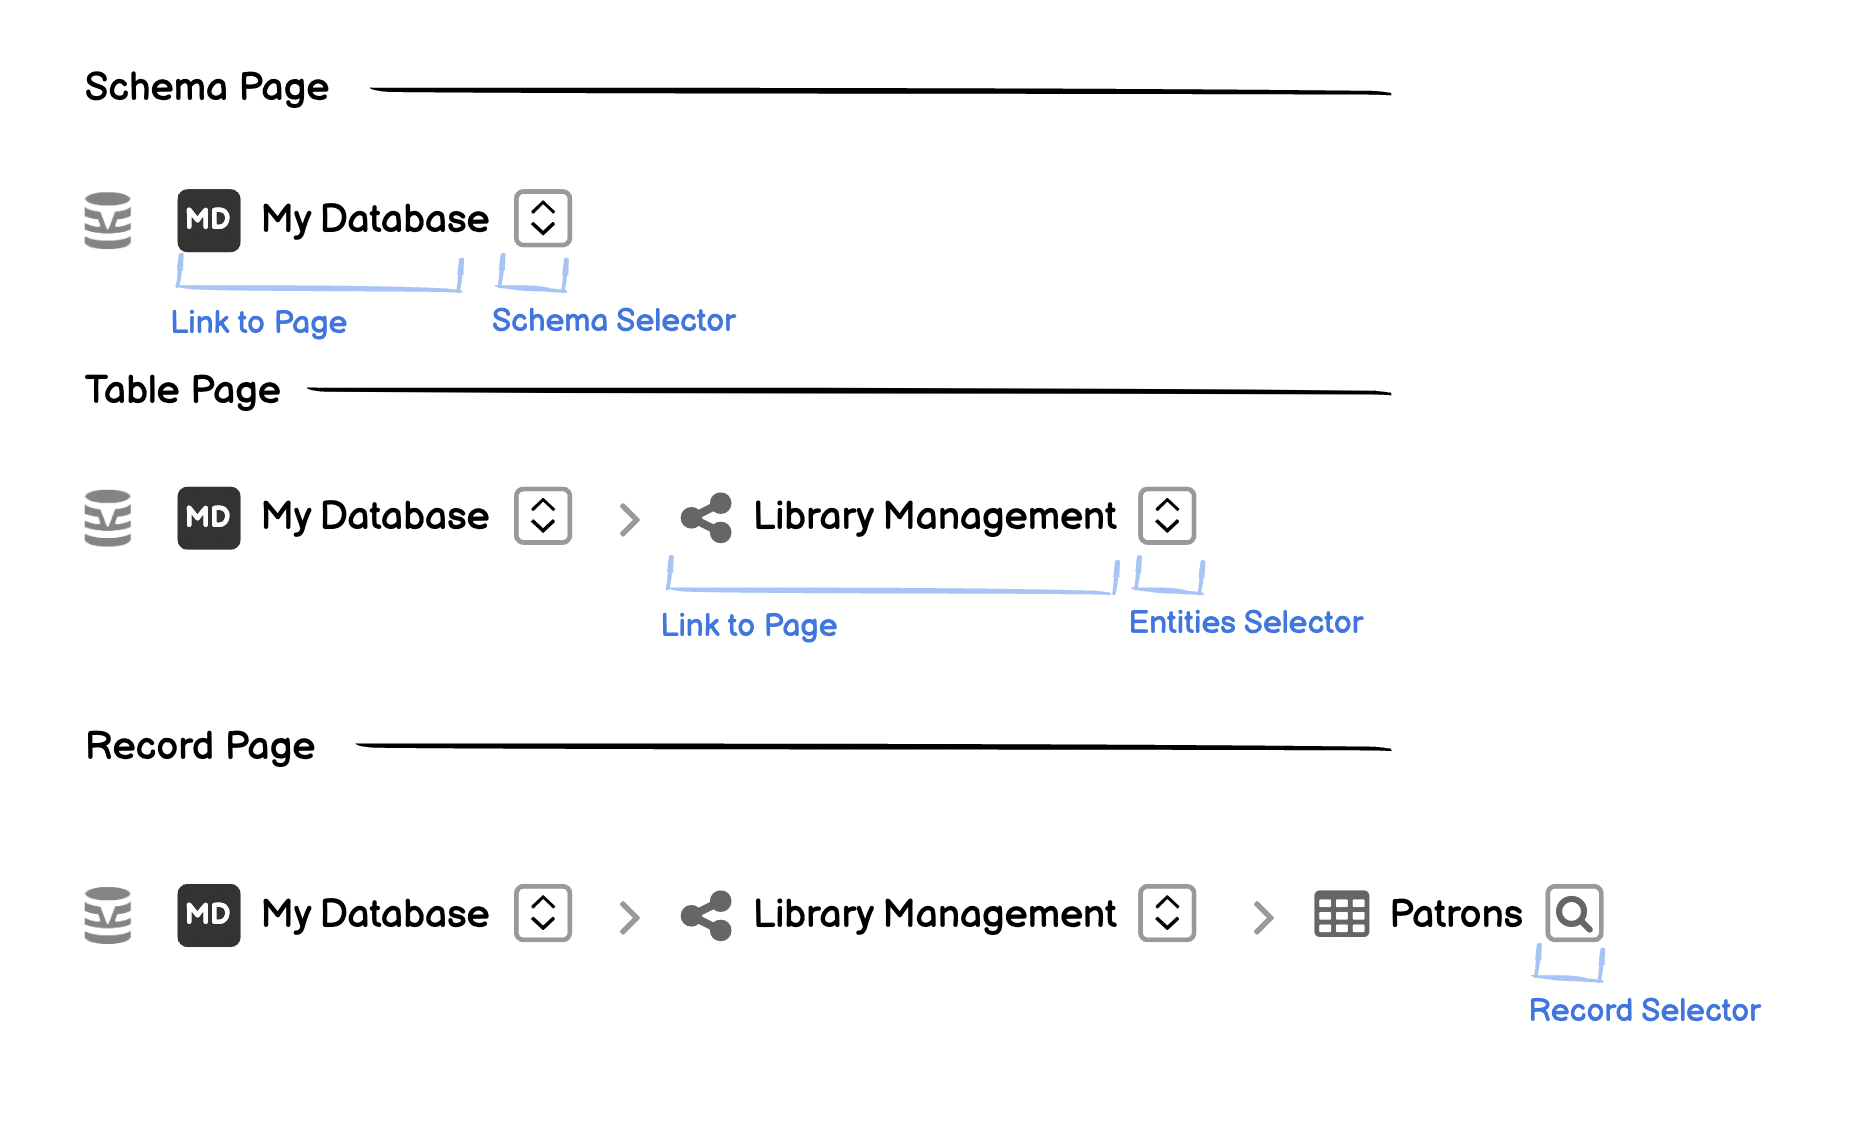 Schema Page
MD My Database
Link to Page Schema Selector
Table Page
MD My Database > Library Management
Link to Page Entities Selector
Record Page
MD My Database > Library Management > Patrons
Record Selector